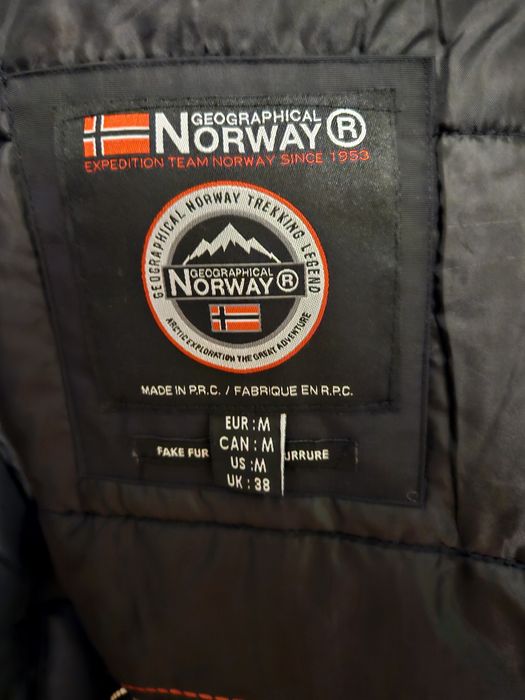 GEOGRAPHICAL
NORWAY®
EXPEDITION TEAM NORWAY SINCE 1953
GEOGRAPHICAL NORWAY TREKKING LEGEND
GEOGRAPHICAL
NORWAY®
ARCTIC EXPLORATION THE GREAT ADVENTURE
MADE IN P.R.C. / FABRIQUE EN R.P.C.
EUR : M
CAN : M
FAKE FUR
URRURE
US : M
UK : 38